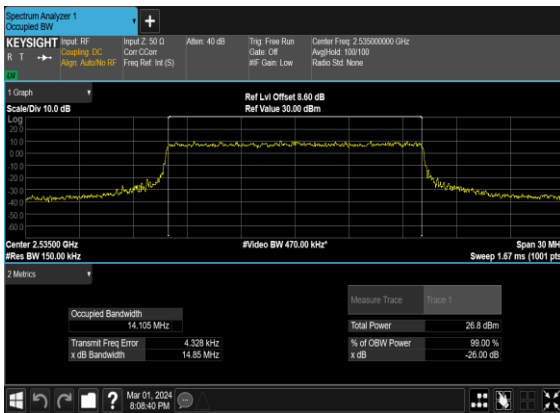 Spectrum Analyzer 1
Occupied BW
KEYSIGHT Input: RF Input Z: 50 Ω Atten: 40 dB Trig: Free Run Center Freq: 2.535000000 GHz
R T Coupling: DC Corr CCorr Gate: Off Avg|Hold: 100/100
Align: Auto/No RF Freq Ref: Int (S) #IF Gain: Low Radio Std: None
LV
1 Graph
Ref Lvl Offset 8.60 dB
Scale/Div 10.0 dB Ref Value 30.00 dBm
Log
20.0
10.0
0.00
-10.0
-20.0
-30.0
-40.0
-50.0
-60.0
Center 2.53500 GHz #Video BW 470.00 kHz* Span 30 MH
#Res BW 150.00 kHz Sweep 1.67 ms (1001 pts
2 Metrics
Measure Trace Trace 1
Occupied Bandwidth
14.105 MHz Total Power 26.8 dBm
Transmit Freq Error 4.328 kHz % of OBW Power 99.00 %
x dB Bandwidth 14.85 MHz x dB -26.00 dB
Mar 01, 2024
8:08:40 PM